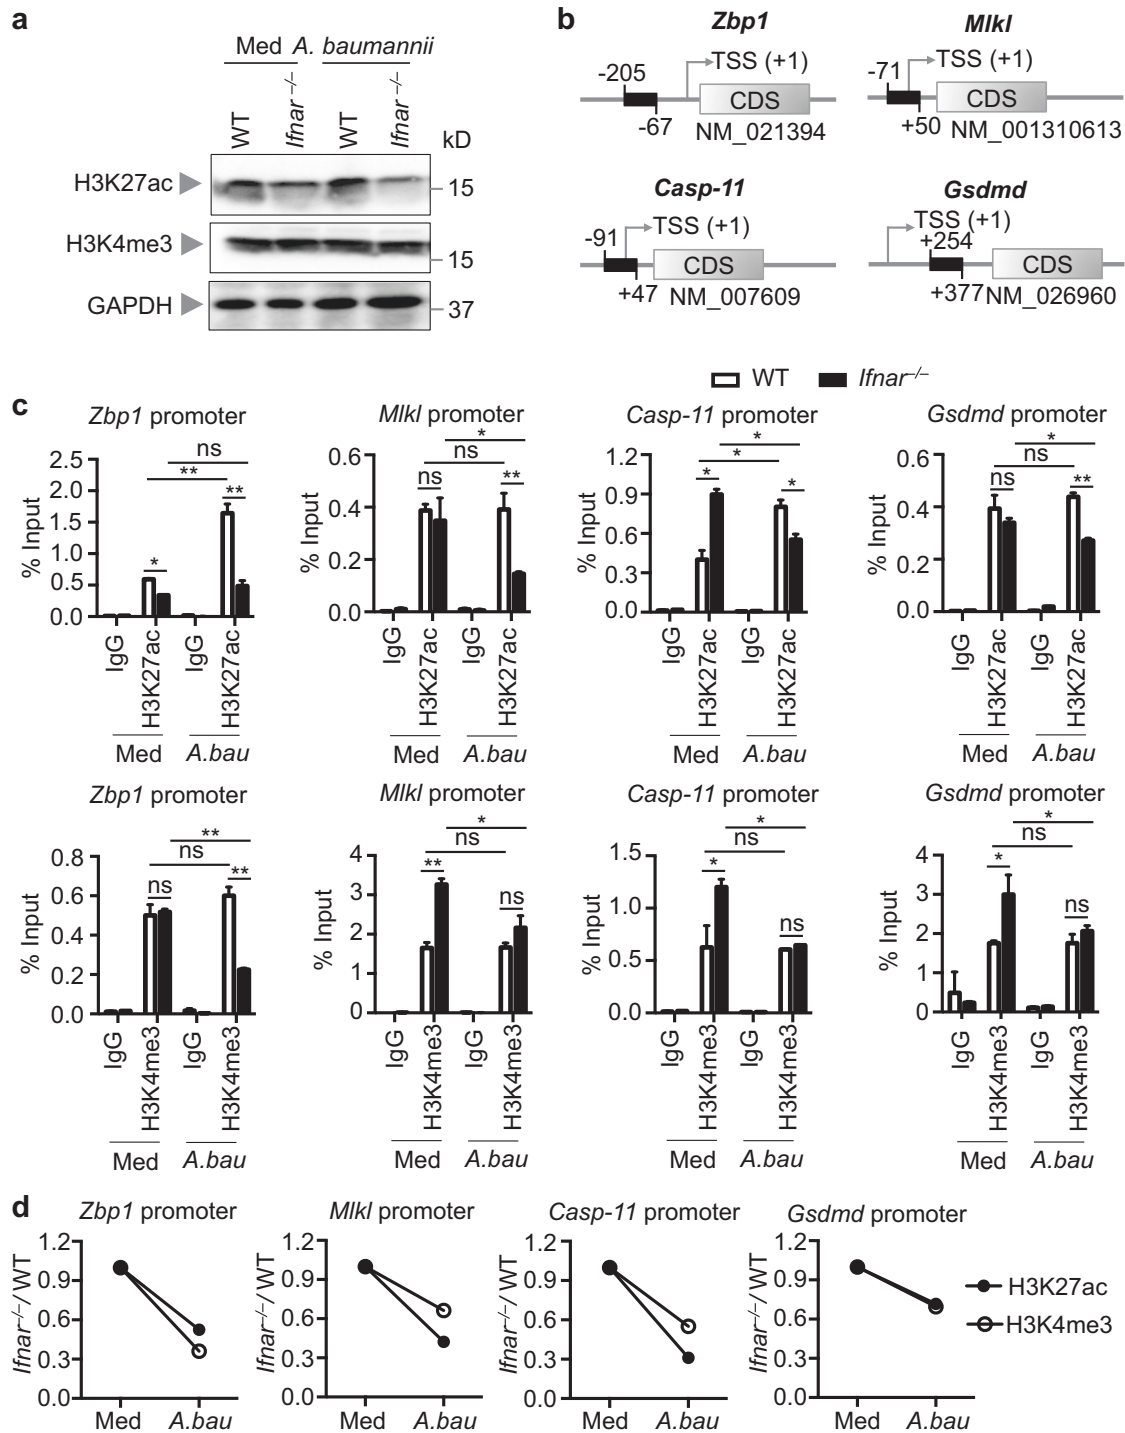 a
Med A. baumannii
WT
Ifnar –/–
WT
Ifnar –/–
kD
H3K27ac
15
H3K4me3
15
GAPDH
37
b
Zbp1
-205
TSS (+1)
CDS
-67
NM_021394
Mlkl
-71
TSS (+1)
CDS
+50
NM_001310613
Casp-11
-91
TSS (+1)
CDS
+47
NM_007609
Gsdmd
TSS (+1)
+254
CDS
+377
NM_026960
WT
Ifnar–/–
c
Zbp1 promoter
ns
**
**
*
% Input
2.5
2.0
1.5
1.0
0.5
0.0
IgG
H3K27ac
IgG
H3K27ac
Med
A.bau
Mlkl promoter
*
ns
ns
**
% Input
0.6
0.4
0.2
0.0
IgG
H3K27ac
IgG
H3K27ac
Med
A.bau
Casp-11 promoter
*
*
*
*
% Input
1.2
0.9
0.6
0.3
0.0
IgG
H3K27ac
IgG
H3K27ac
Med
A.bau
Gsdmd promoter
*
ns
ns
**
% Input
0.6
0.4
0.2
0.0
IgG
H3K27ac
IgG
H3K27ac
Med
A.bau
Zbp1 promoter
**
ns
ns
**
% Input
0.8
0.6
0.4
0.2
0.0
IgG
H3K4me3
IgG
H3K4me3
Med
A.bau
Mlkl promoter
*
ns
**
ns
% Input
4
3
2
1
0
IgG
H3K4me3
IgG
H3K4me3
Med
A.bau
Casp-11 promoter
*
ns
*
ns
% Input
1.5
1.0
0.5
0.0
IgG
H3K4me3
IgG
H3K4me3
Med
A.bau
Gsdmd promoter
*
ns
*
ns
% Input
4
3
2
1
0
IgG
H3K4me3
IgG
H3K4me3
Med
A.bau
d
Zbp1 promoter
Ifnar–/–/ WT
1.2
0.9
0.6
0.3
0.0
Med
A.bau
Mlkl promoter
Ifnar–/–/ WT
1.2
0.9
0.6
0.3
0.0
Med
A.bau
Casp-11 promoter
Ifnar–/–/ WT
1.2
0.9
0.6
0.3
0.0
Med
A.bau
Gsdmd promoter
Ifnar–/–/ WT
1.2
0.9
0.6
0.3
0.0
Med
A.bau
H3K27ac
H3K4me3